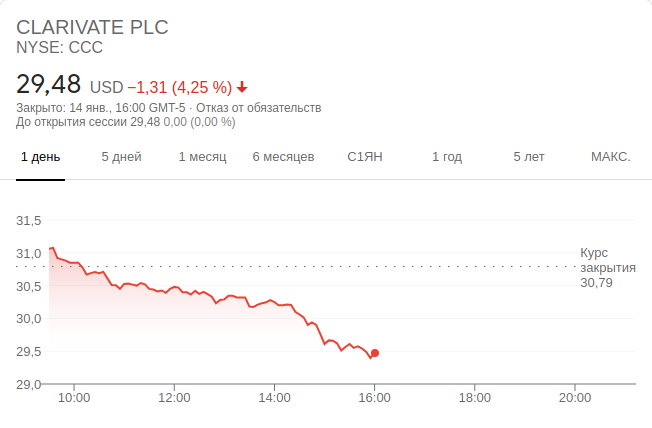 CLARIVATE PLC
NYSE: CCC
29,48 USD −1,31 (4,25 %)
Закрыто: 14 янв., 16:00 GMT-5 · Отказ от обязательств
До открытия сессии 29,48 0,00 (0,00 %)
1 день 5 дней 1 месяц 6 месяцев С1ЯН 1 год 5 лет МАКС.
31,5
31,0
30,5
30,0
29,5
29,0
Курс
закрытия
30,79
10:00 12:00 14:00 16:00 18:00 20:00